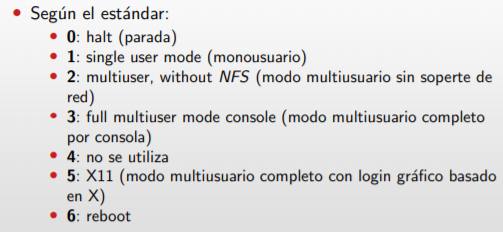 Según el estándar:
0: halt (parada)
1: single user mode (monousuario)
2: multiuser, without NFS (modo multiusuario sin soperte de
red)
3: full multiuser mode console (modo multiusuario completo
por consola)
4: no se utiliza
5: X11 (modo multiusuario completo con login gráfico basado
en X)
6: reboot